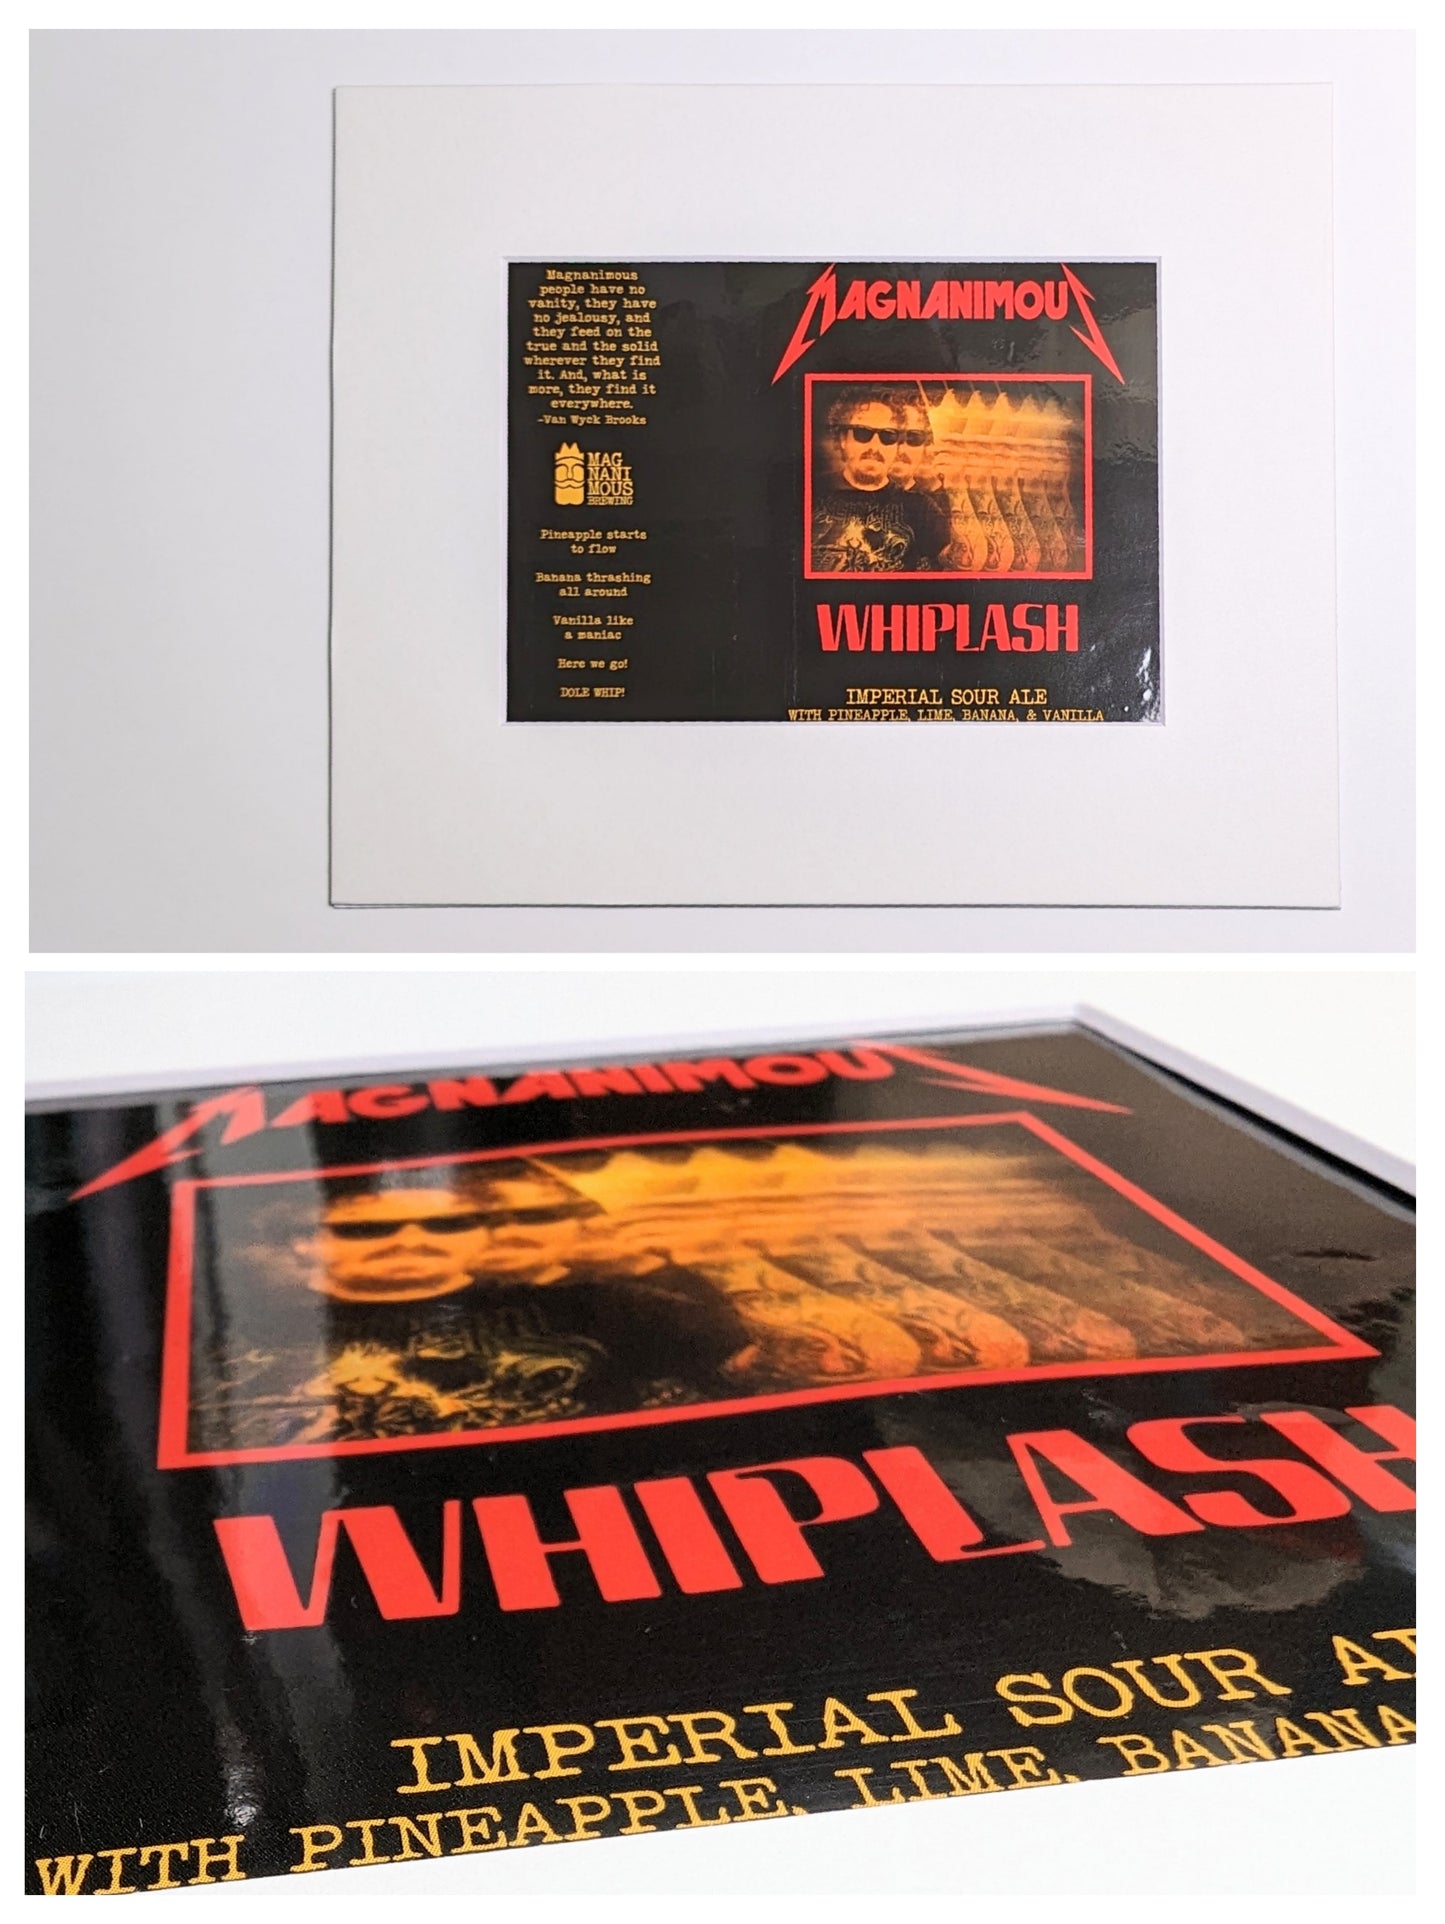 Magnanimous
people have no
vanity, they have
no jealousy, and
they feed on the
true and the solid
wherever they find
it. And, what is
more, they find it
everywhere.
-Van Wyck Brooks
MAG
NANI
MOUS
BREWING
Pineapple starts
to flow
Banana thrashing
all around
Vanilla like
a maniac
Here we go!
DOLE WHIP!
MAGNANIMOUS
WHIPLASH
IMPERIAL SOUR ALE
WITH PINEAPPLE, LIME, BANANA, & VANILLA
MAGNANIMOUS
WHIPLASH
IMPERIAL SOUR AL
WITH PINEAPPLE, LIME, BANANA